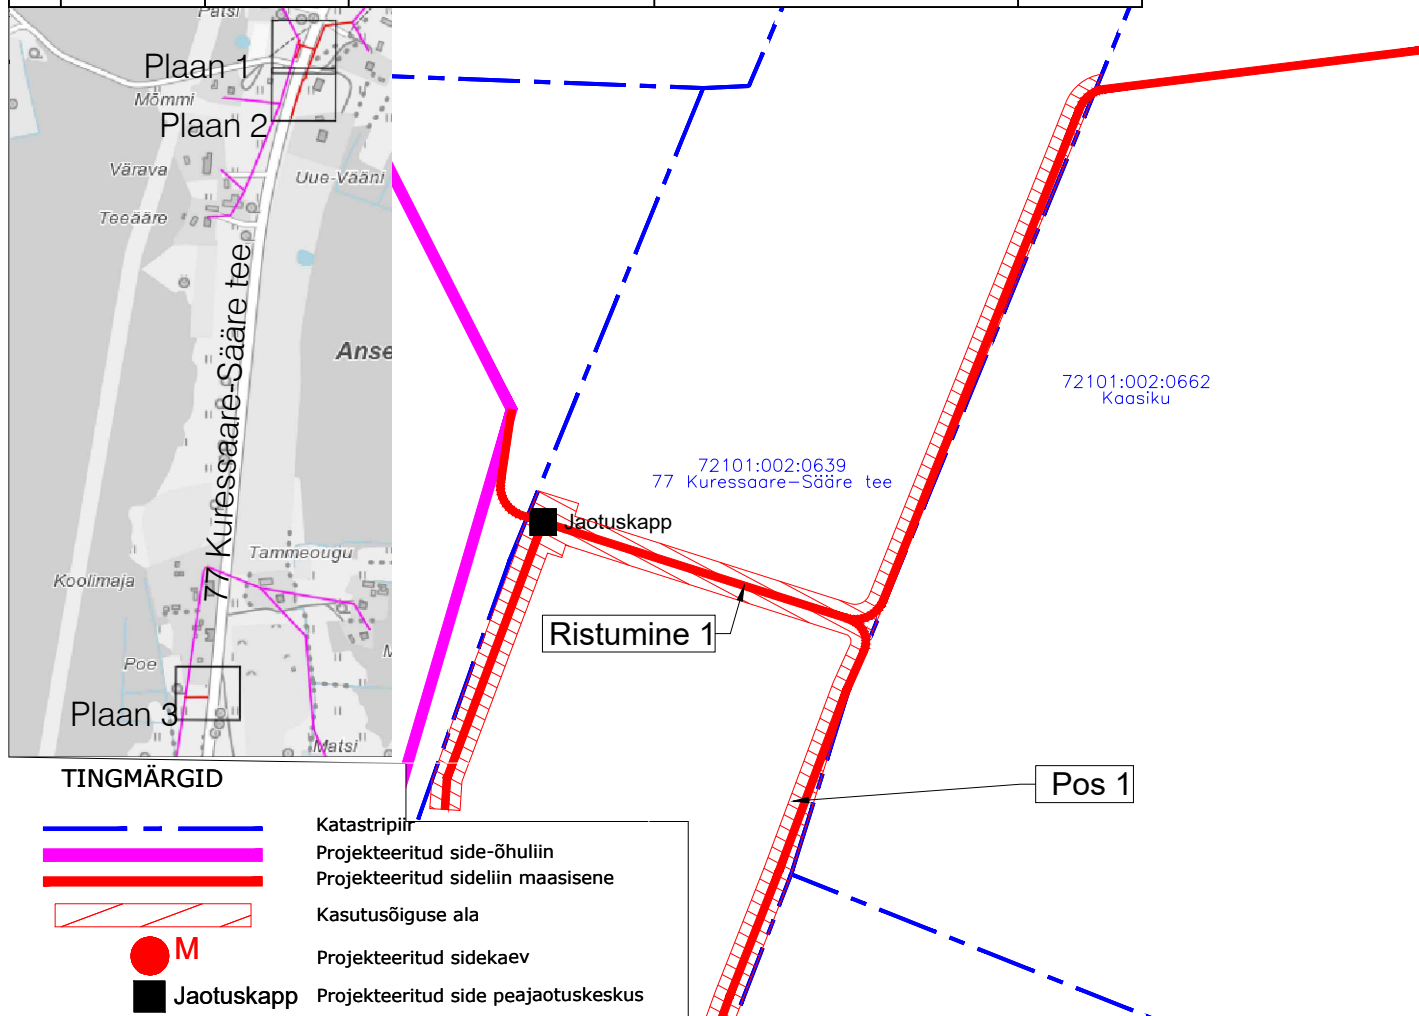 Patsi
Plaan 1
Mõmmi
Plaan 2
Värava
Uue-Vääni
Teeääre
77 Kuressaare-Sääre tee
Anse
Tammeougu
Koolimaja
Poe
M
Plaan 3
Matsi
72101:002:0662
Kaasiku
72101:002:0639
77 Kuressaare-Sääre tee
Jaotuskapp
Ristumine 1
Pos 1
TINGMÄRGID
Katastripiir
Projekteeritud side-õhuliin
Projekteeritud sideliin maasisene
Kasutusõiguse ala
M
Projekteeritud sidekaev
Jaotuskapp
Projekteeritud side peajaotuskeskus